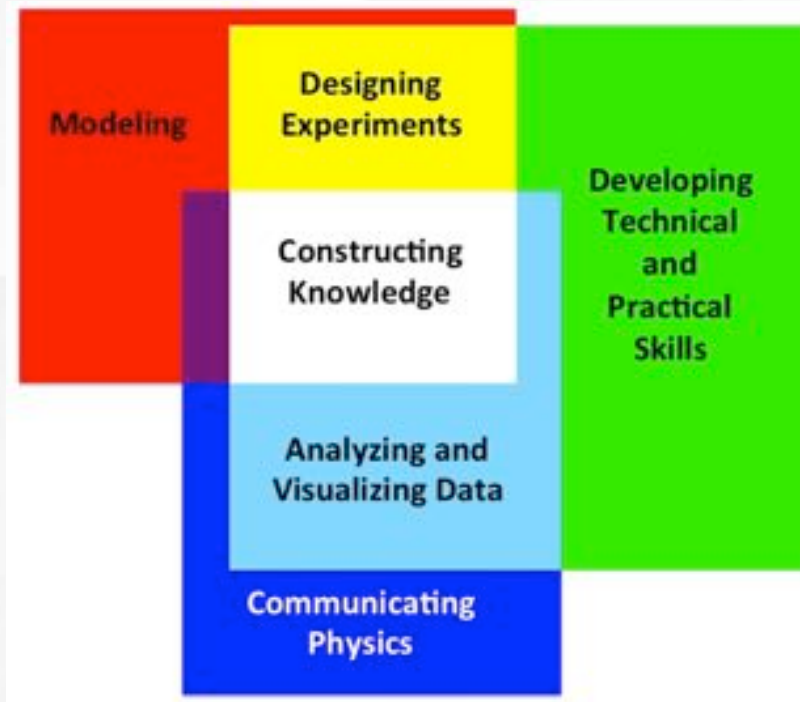 Modeling
Designing
Experiments
Developing
Technical
and
Practical
Skills
Constructing
Knowledge
Analyzing and
Visualizing Data
Communicating
Physics